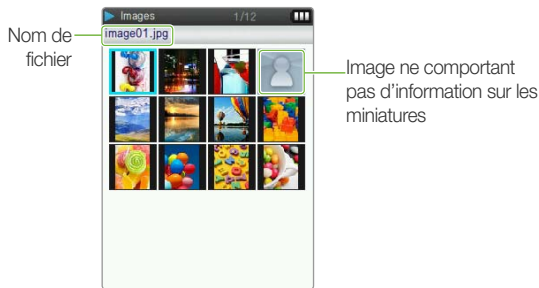 Images 1/12
image01.jpg
Nom de
fichier
Image ne comportant
pas d'information sur les
miniatures